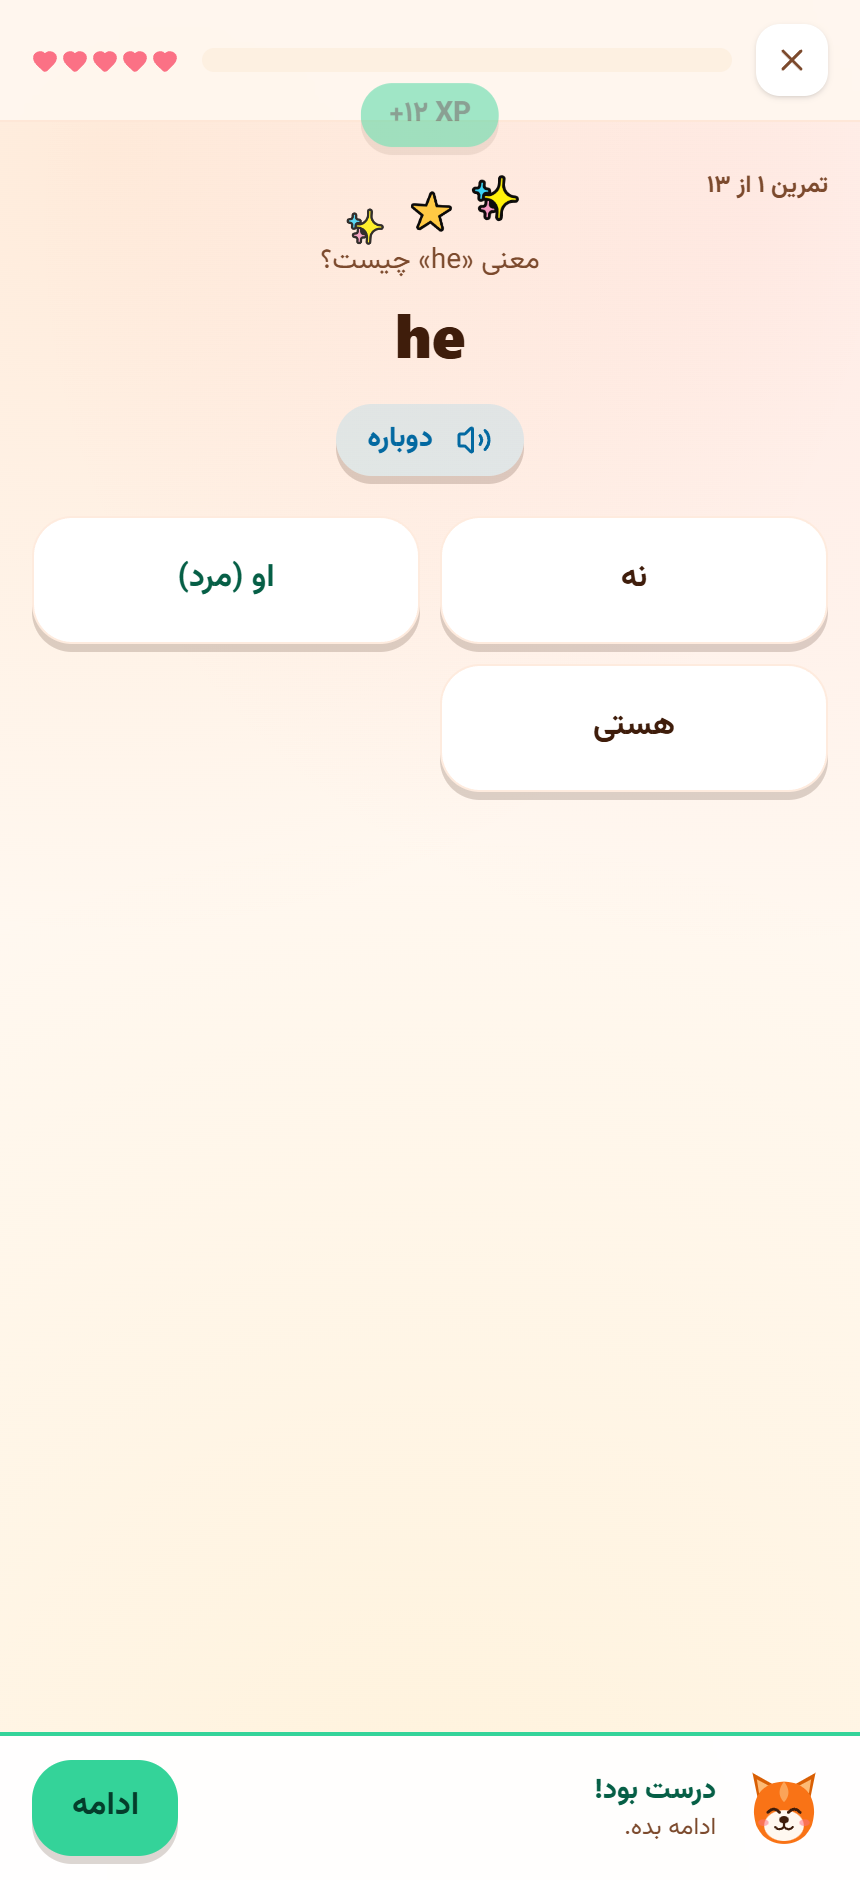 +۱۲ XP
تمرین ۱ از ۱۳
معنی «he» چیست؟
he
دوباره
نه
او (مرد)
هستی
درست بود!
ادامه بده.
ادامه